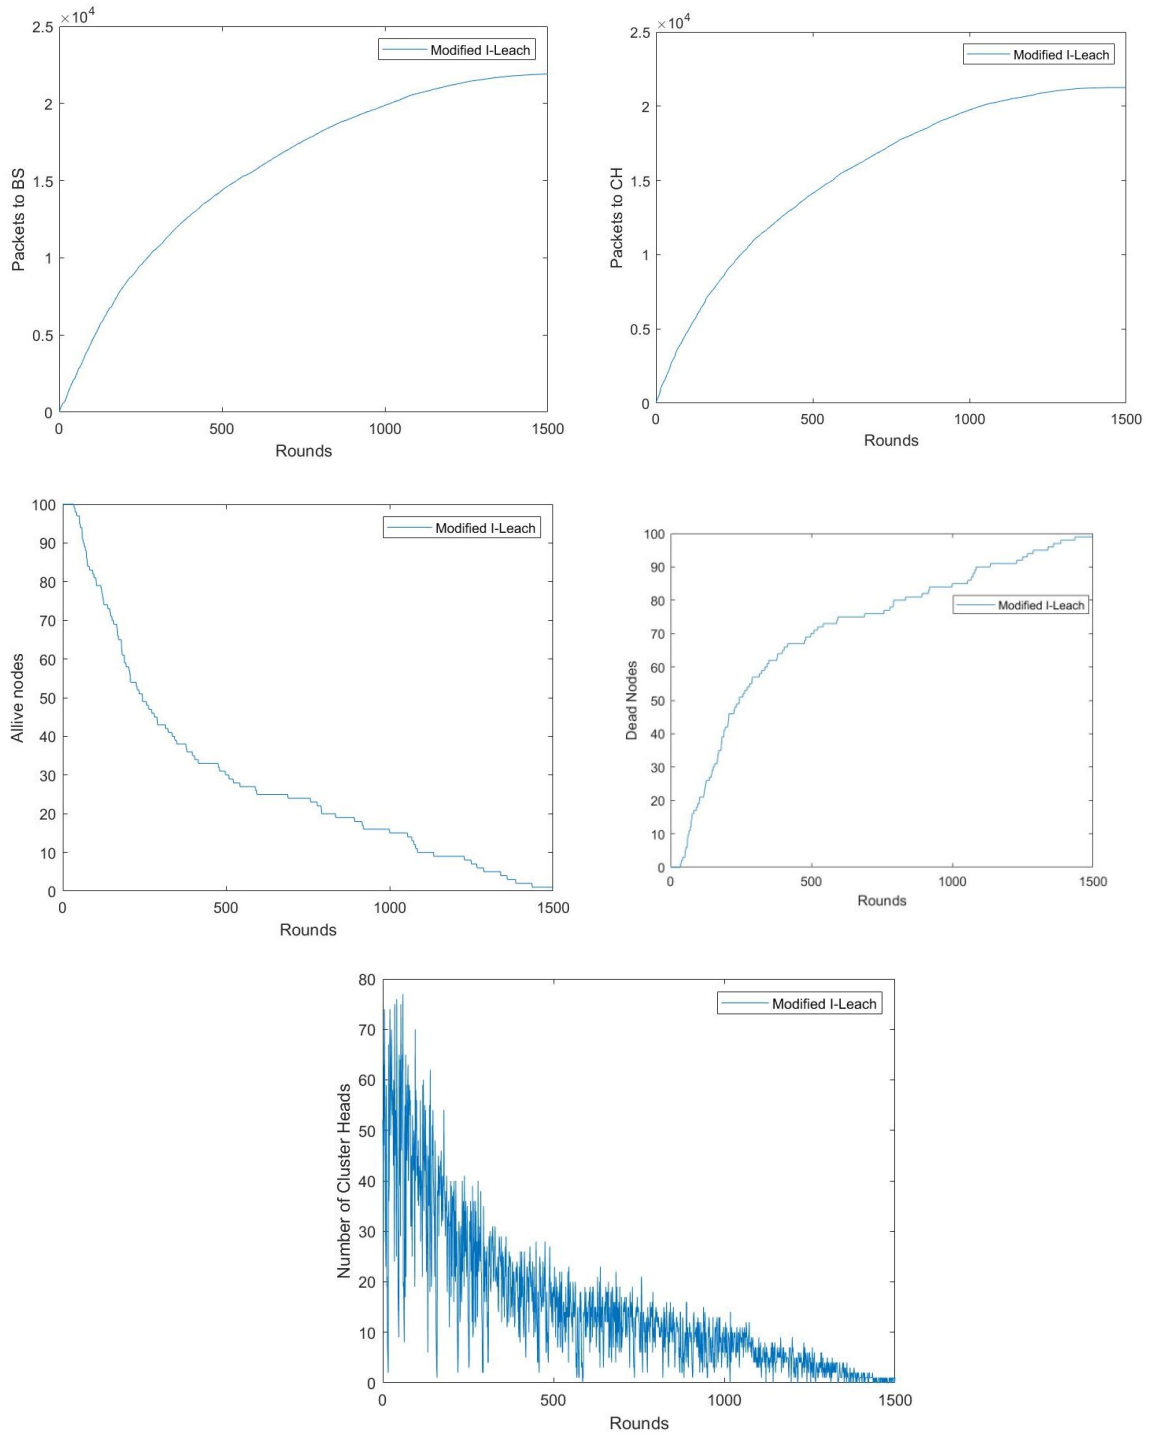 ×10⁴
2.5
2
1.5
1
0.5
0
Packets to BS
Modified I-Leach
0 500 1000 1500
Rounds
×10⁴
2.5
2
1.5
1
0.5
0
Packets to CH
Modified I-Leach
0 500 1000 1500
Rounds
100
90
80
70
60
50
40
30
20
10
0
Allive nodes
Modified I-Leach
0 500 1000 1500
Rounds
100
90
80
70
60
50
40
30
20
10
0
Dead Nodes
Modified I-Leach
0 500 1000 1500
Rounds
80
70
60
50
40
30
20
10
0
Number of Cluster Heads
Modified I-Leach
0 500 1000 1500
Rounds